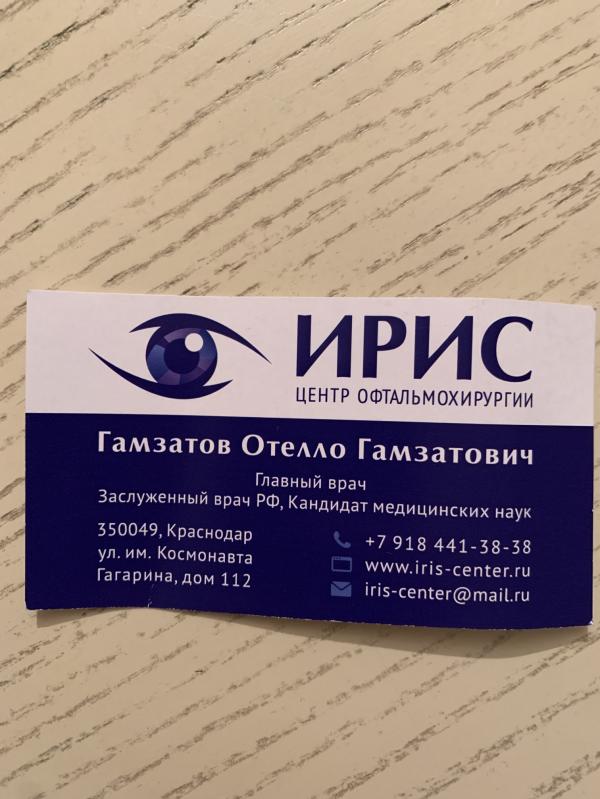 ИРИС
ЦЕНТР ОФТАЛЬМОХИРУРГИИ
Гамзатов Отелло Гамзатович
Главный врач
Заслуженный врач РФ, Кандидат медицинских наук
350049, Краснодар
ул. им. Космонавта
Гагарина, дом 112
+7 918 441-38-38
www.iris-center.ru
iris-center@mail.ru